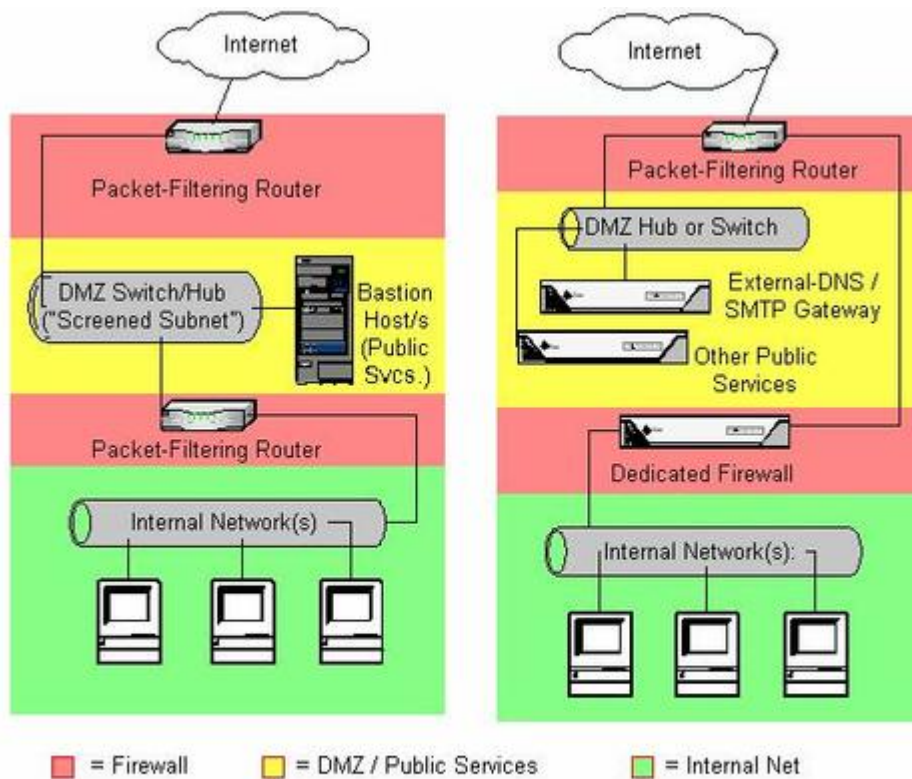 Internet
Packet-Filtering Router
DMZ Switch/Hub
("Screened Subnet")
Bastion
Host/s
(Public
Svcs.)
Packet-Filtering Router
Internal Network(s)
Internet
Packet-Filtering Router
DMZ Hub or Switch
External-DNS /
SMTP Gateway
Other Public
Services
Dedicated Firewall
Internal Network(s):
= Firewall
= DMZ / Public Services
= Internal Net